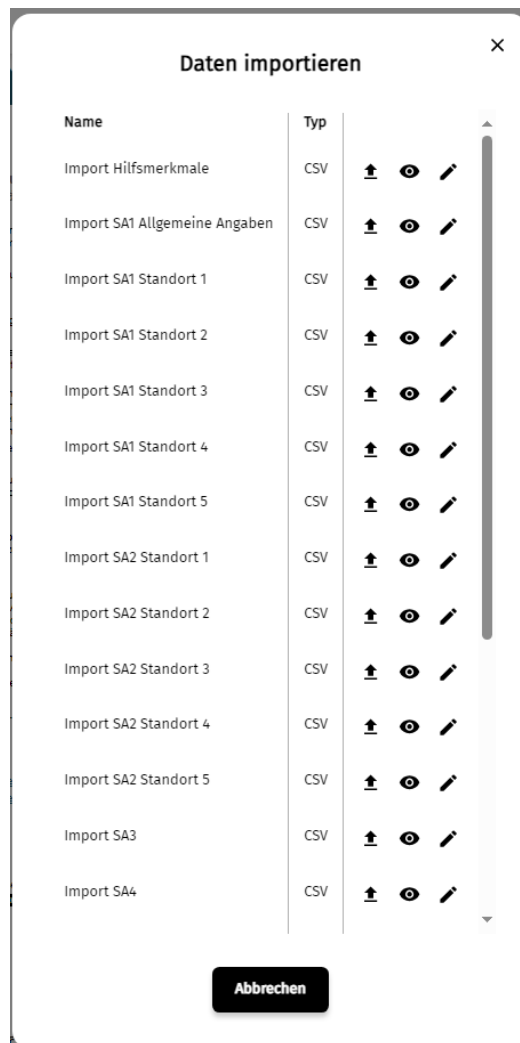 Daten importieren
Name Typ
Import Hilfsmerkmale CSV
Import SA1 Allgemeine Angaben CSV
Import SA1 Standort 1 CSV
Import SA1 Standort 2 CSV
Import SA1 Standort 3 CSV
Import SA1 Standort 4 CSV
Import SA1 Standort 5 CSV
Import SA2 Standort 1 CSV
Import SA2 Standort 2 CSV
Import SA2 Standort 3 CSV
Import SA2 Standort 4 CSV
Import SA2 Standort 5 CSV
Import SA3 CSV
Import SA4 CSV
Abbrechen